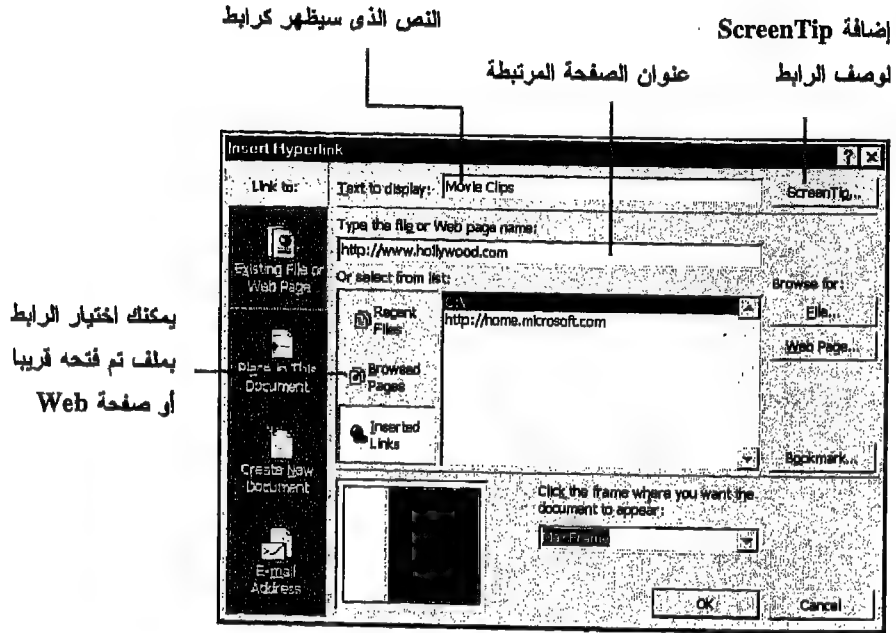 إضافة ScreenTip
لوصف الرابط
النص الذى سيظهر كرابط
عنوان الصفحة المرتبطة
يمكنك اختيار الرابط
بملف تم فتحه قريبا
أو صفحة Web
Insert Hyperlink
Link to:
Text to display:
Movie Clips
ScreenTip...
Type the file or Web page name:
http://www.hollywood.com
Existing File or
Web Page
Or select from list:
Browse for:
Recent
Files
C:\
http://home.microsoft.com
File...
Web Page...
Place in This
Document
Browsed
Pages
Inserted
Links
Bookmark...
Create New
Document
Click the frame where you want the
document to appear:
E-mail
Address
OK
Cancel